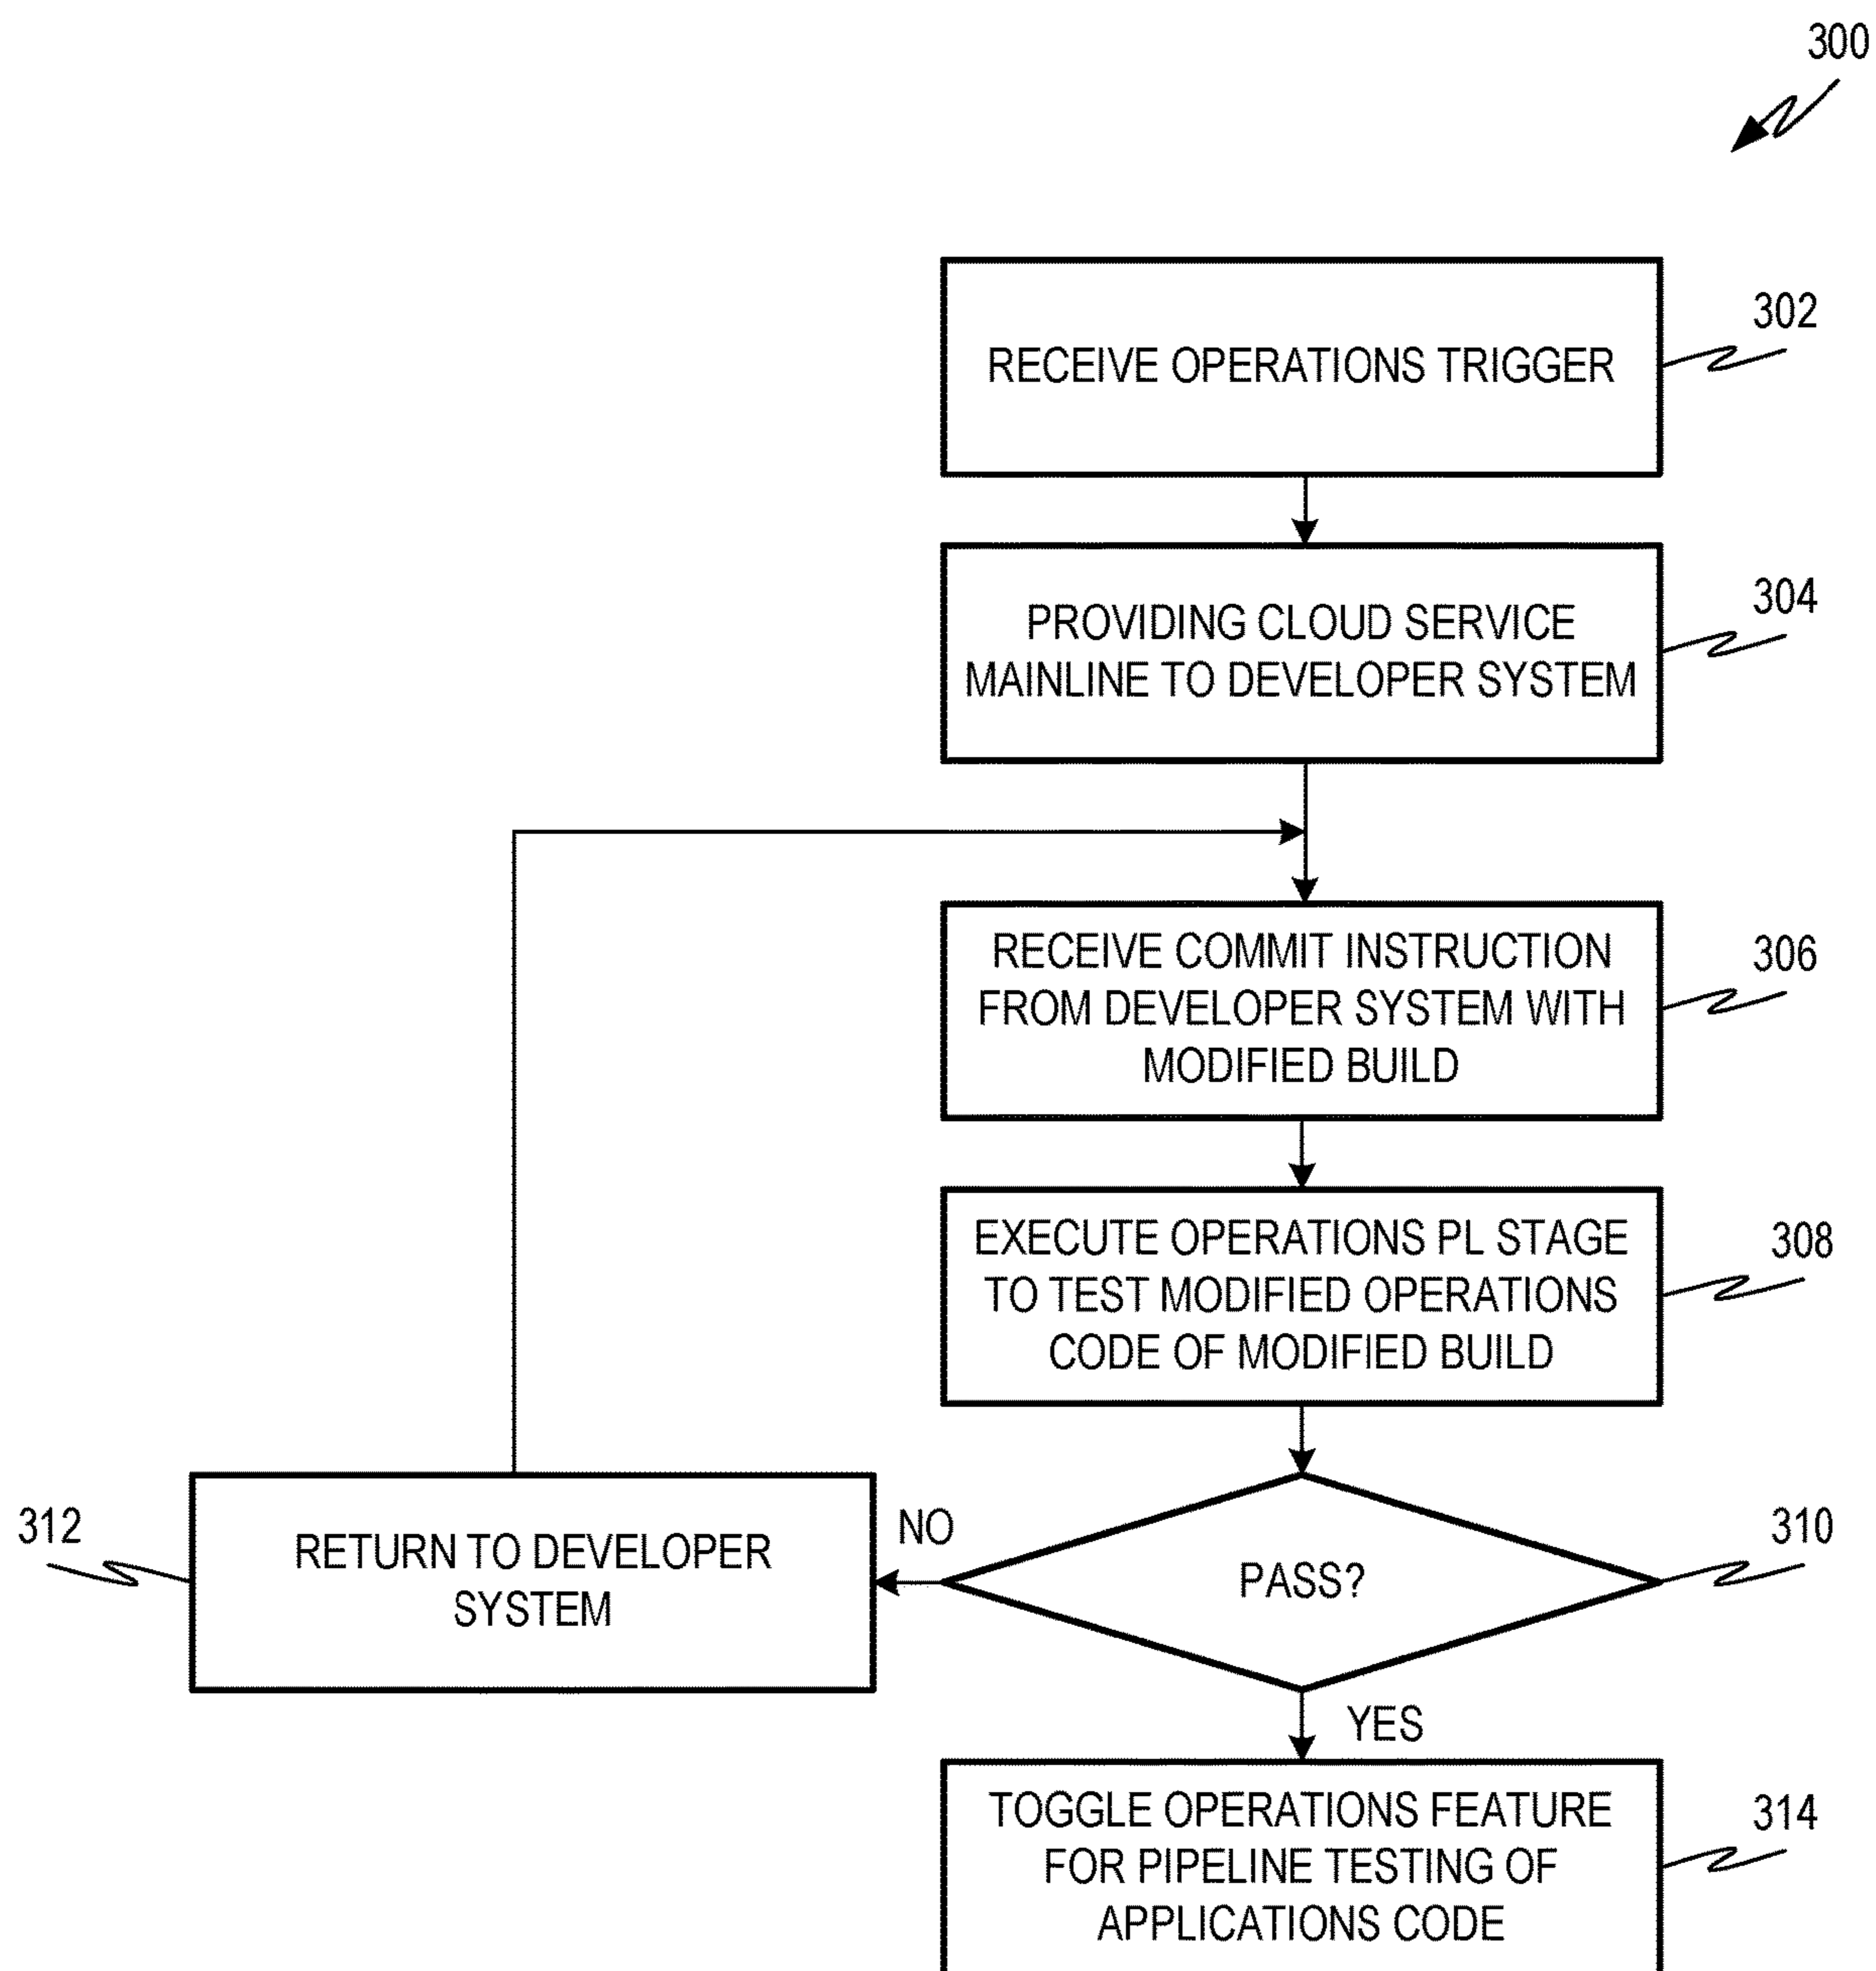 300
302
RECEIVE OPERATIONS TRIGGER
304
PROVIDING CLOUD SERVICE
MAINLINE TO DEVELOPER SYSTEM
306
RECEIVE COMMIT INSTRUCTION
FROM DEVELOPER SYSTEM WITH
MODIFIED BUILD
308
EXECUTE OPERATIONS PL STAGE
TO TEST MODIFIED OPERATIONS
CODE OF MODIFIED BUILD
310
PASS?
NO
312
RETURN TO DEVELOPER
SYSTEM
YES
314
TOGGLE OPERATIONS FEATURE
FOR PIPELINE TESTING OF
APPLICATIONS CODE